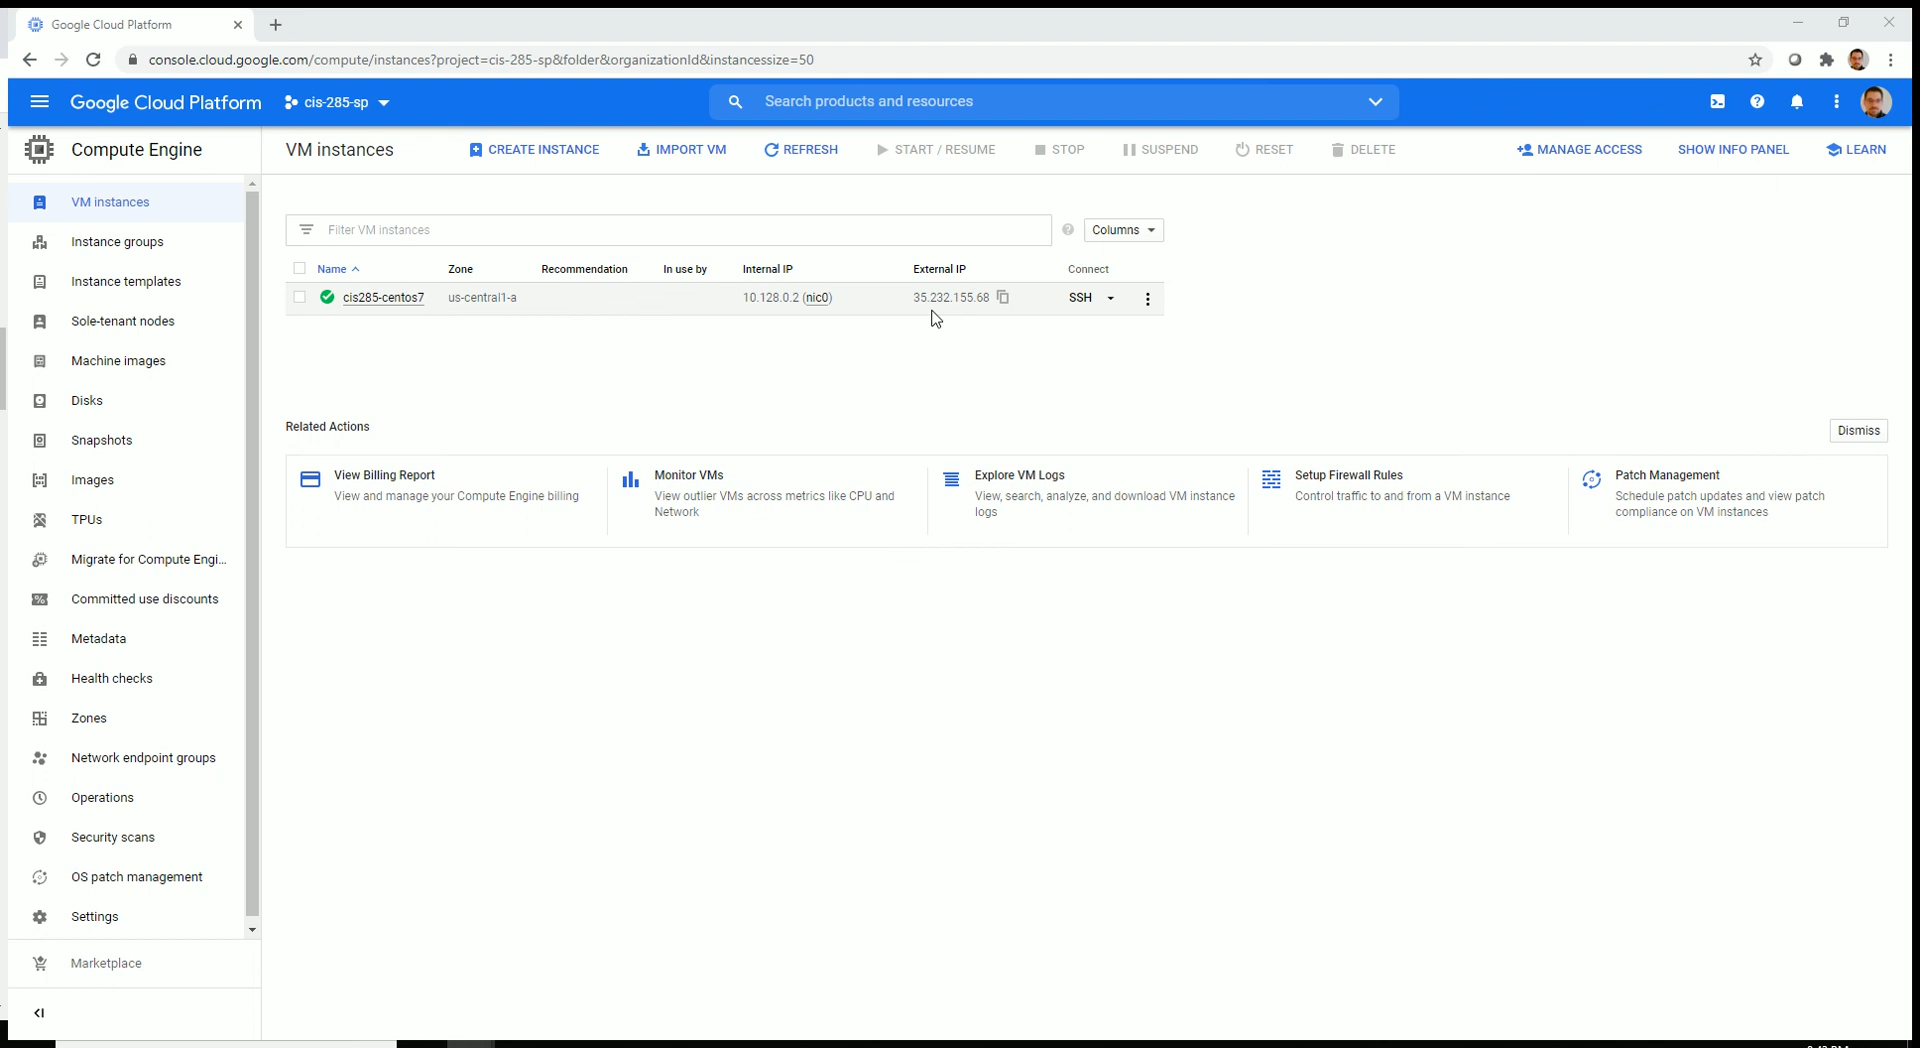 Google Cloud Platform
console.cloud.google.com/compute/instances?project=cis-285-sp&folder&organizationId&instancessize=50
Google Cloud Platform cis-285-sp Search products and resources
Compute Engine VM instances CREATE INSTANCE IMPORT VM REFRESH START / RESUME STOP SUSPEND RESET DELETE MANAGE ACCESS SHOW INFO PANEL LEARN
VM instances
Instance groups
Instance templates
Sole-tenant nodes
Machine images
Disks
Snapshots
Images
TPUs
Migrate for Compute Engi...
Committed use discounts
Metadata
Health checks
Zones
Network endpoint groups
Operations
Security scans
OS patch management
Settings
Marketplace
Filter VM instances Columns
Name Zone Recommendation In use by Internal IP External IP Connect
cis285-centos7 us-central1-a 10.128.0.2 (nic0) 35.232.155.68 SSH
Related Actions Dismiss
View Billing Report
View and manage your Compute Engine billing
Monitor VMs
View outlier VMs across metrics like CPU and
Network
Explore VM Logs
View, search, analyze, and download VM instance
logs
Setup Firewall Rules
Control traffic to and from a VM instance
Patch Management
Schedule patch updates and view patch
compliance on VM instances